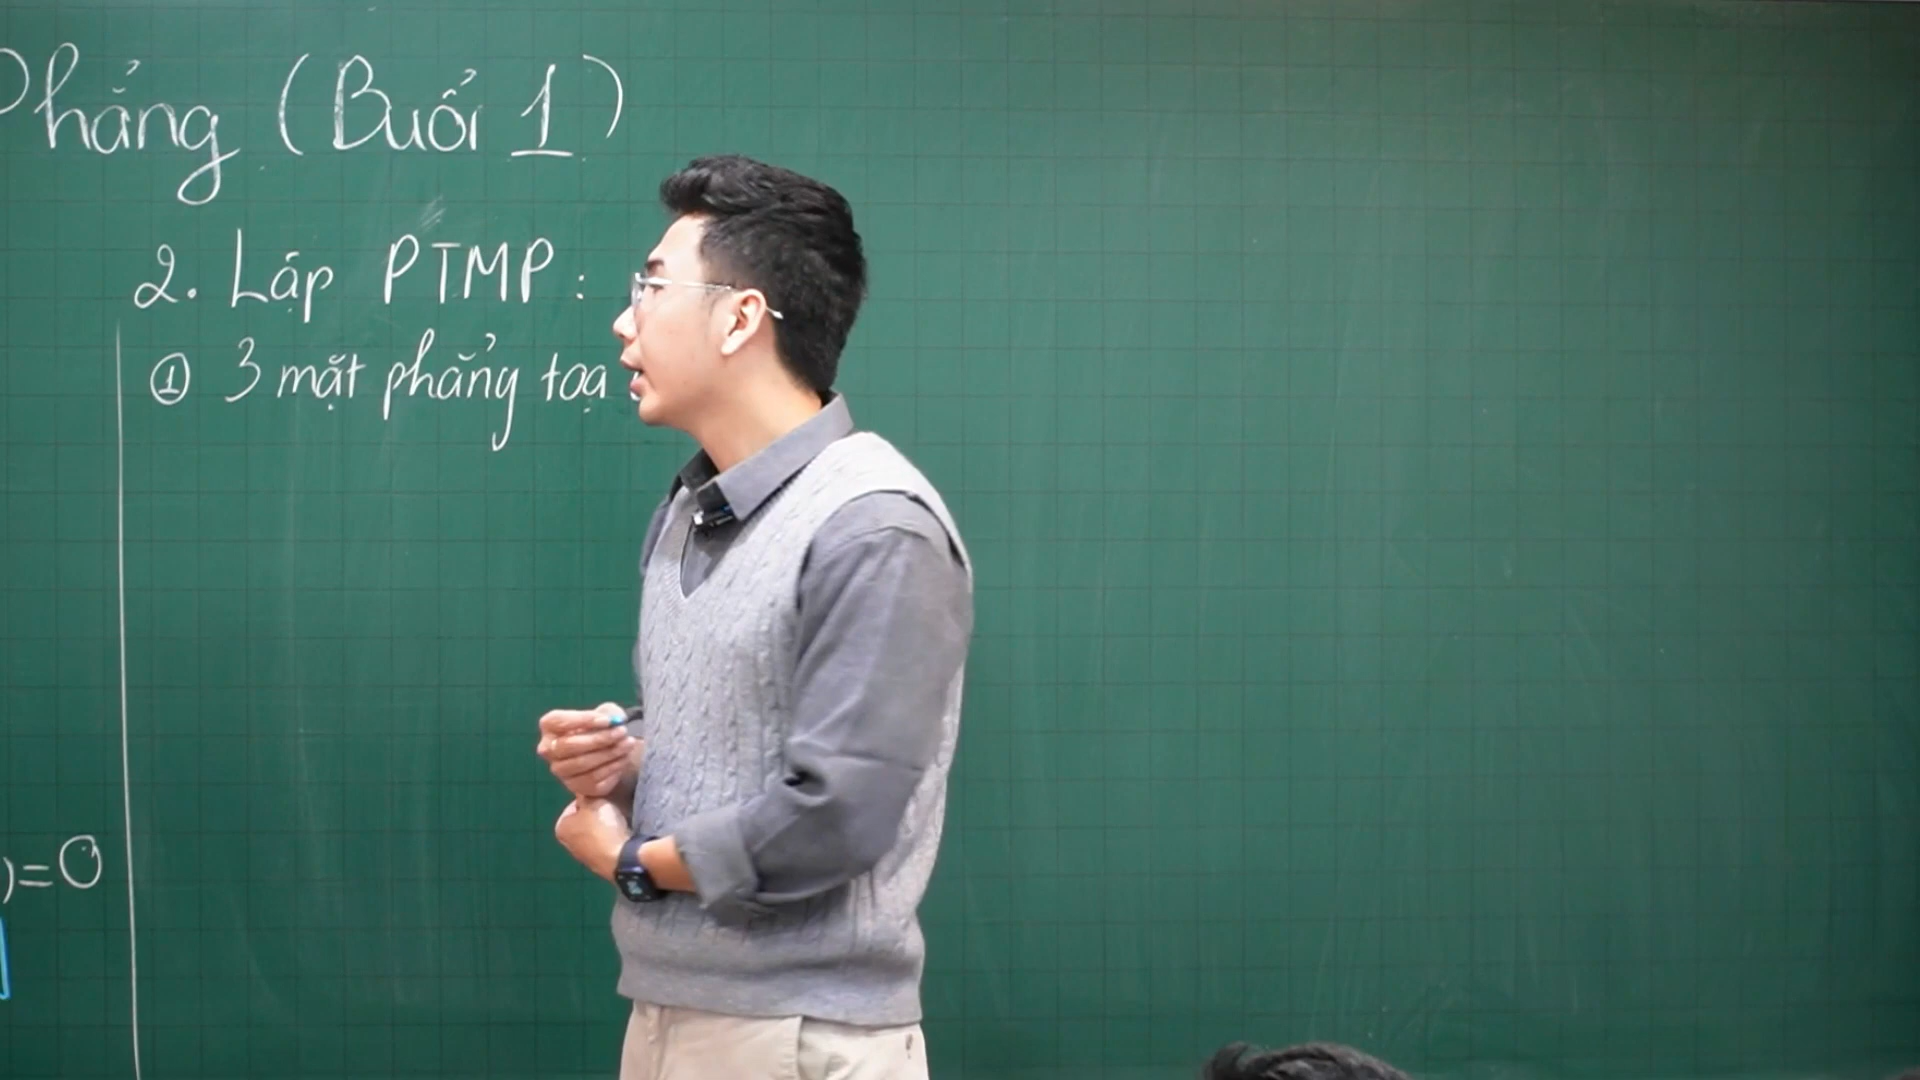 Phẳng (Buổi 1)
2. Lập PTMP:
① 3 mặt phẳng toạ
)=0